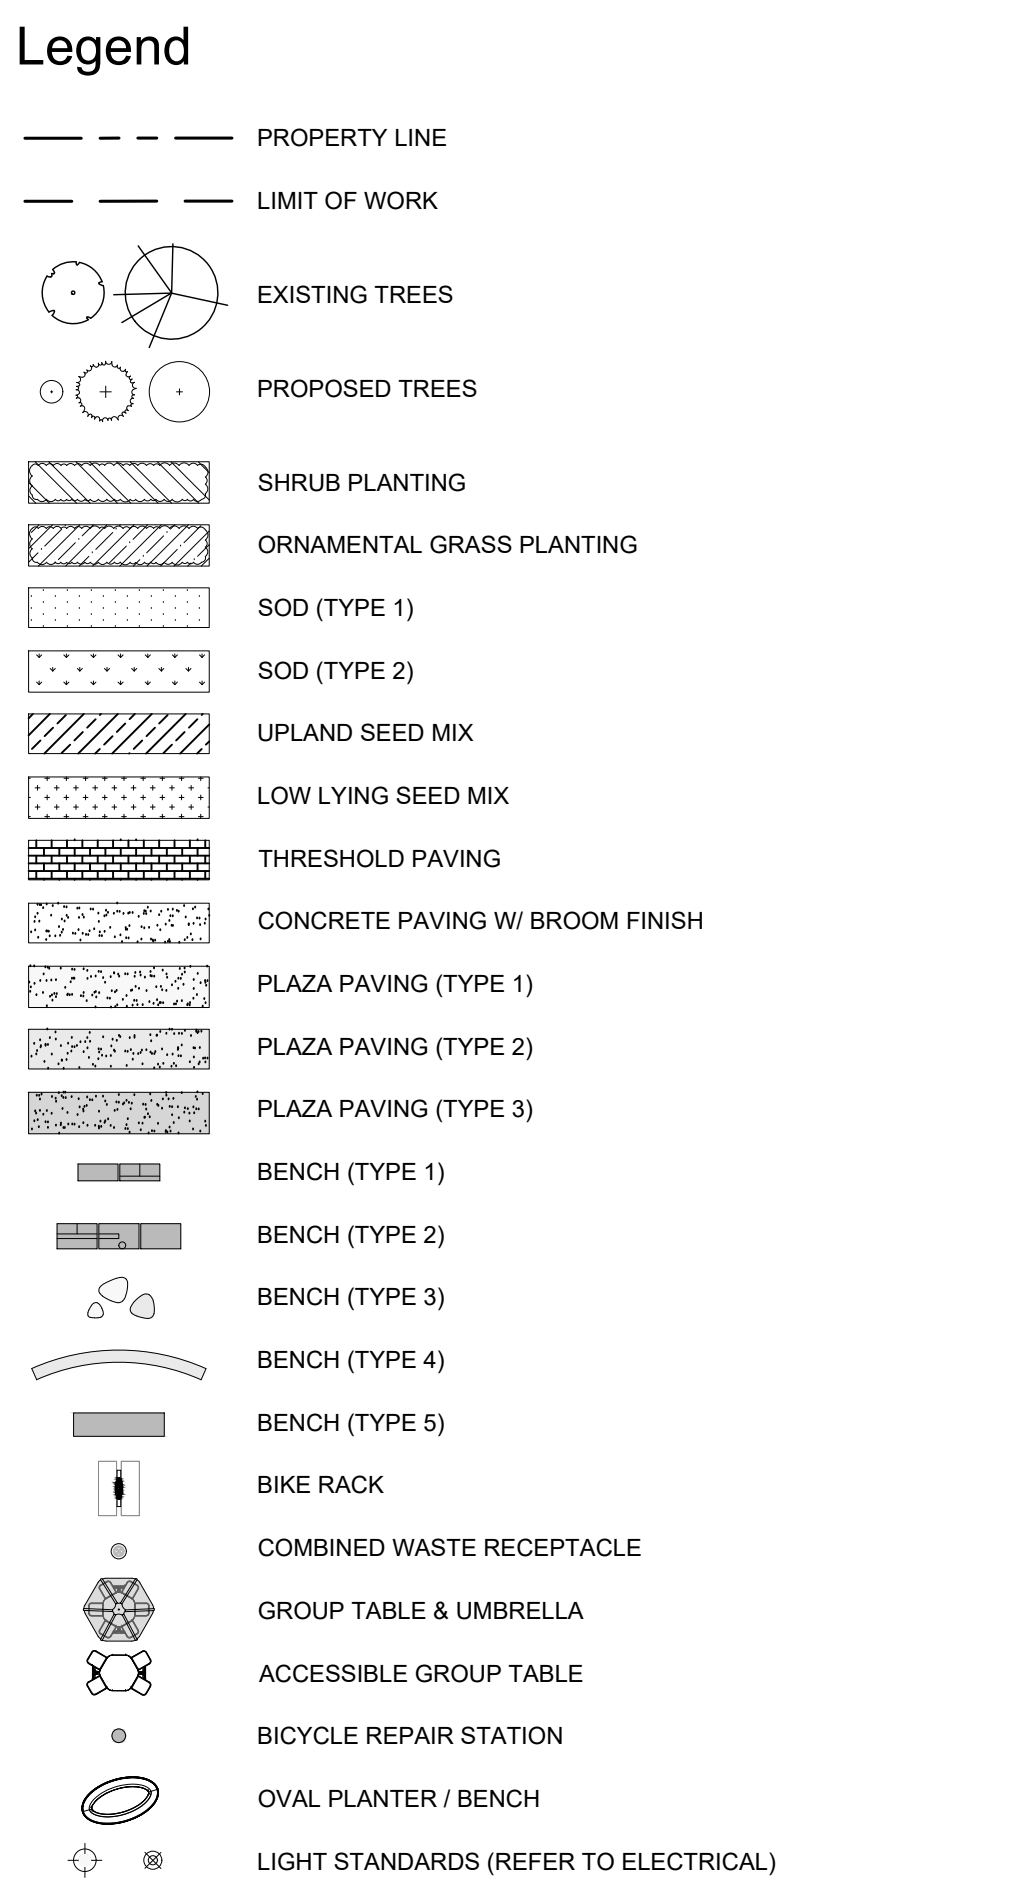 Legend
PROPERTY LINE
LIMIT OF WORK
EXISTING TREES
PROPOSED TREES
SHRUB PLANTING
ORNAMENTAL GRASS PLANTING
SOD (TYPE 1)
SOD (TYPE 2)
UPLAND SEED MIX
LOW LYING SEED MIX
THRESHOLD PAVING
CONCRETE PAVING W/ BROOM FINISH
PLAZA PAVING (TYPE 1)
PLAZA PAVING (TYPE 2)
PLAZA PAVING (TYPE 3)
BENCH (TYPE 1)
BENCH (TYPE 2)
BENCH (TYPE 3)
BENCH (TYPE 4)
BENCH (TYPE 5)
BIKE RACK
COMBINED WASTE RECEPTACLE
GROUP TABLE & UMBRELLA
ACCESSIBLE GROUP TABLE
BICYCLE REPAIR STATION
OVAL PLANTER / BENCH
LIGHT STANDARDS (REFER TO ELECTRICAL)